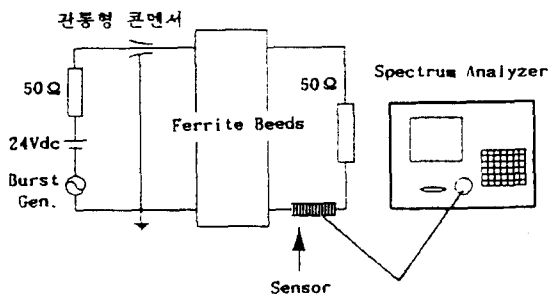 관통형 콘덴서
50Ω
24Vdc
Burst
Gen.
Ferrite Beeds
50Ω
Sensor
Spectrum Analyzer